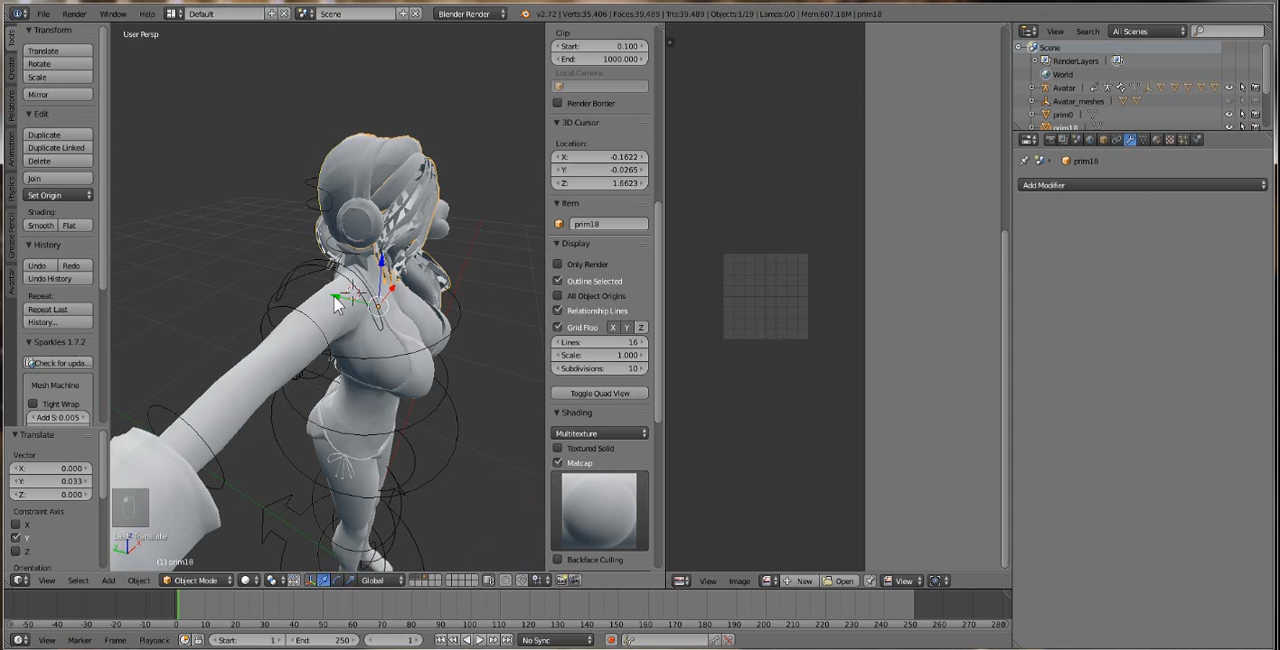 File Render Window Help Default Scene Blender Render v2.72 | Verts:35,406 | Faces:39,489 | Tris:39,489 | Objects:1/19 | Lamps:0/0 | Mem:607.18M | prim18
Tools
Create
Relations
Animation
Physics
Grease Pencil
Avastar
Transform
Translate
Rotate
Scale
Mirror
Edit
Duplicate
Duplicate Linked
Delete
Join
Set Origin
Shading:
Smooth Flat
History
Undo Redo
Undo History
Repeat:
Repeat Last
History...
Sparkles 1.7.2
Check for upda...
Mesh Machine
Tight Wrap
Add S: 0.005
Translate
Vector
X: 0.000
Y: 0.033
Z: 0.000
Constraint Axis
X
Y
Z
Orientation
User Persp
Last Translate
(1) prim18
View Select Add Object Object Mode Global
Clip:
Start: 0.100
End: 1000.000
Local Camera:
Render Border
3D Cursor
Location:
X: -0.1622
Y: -0.0265
Z: 1.6623
Item
prim18
Display
Only Render
Outline Selected
All Object Origins
Relationship Lines
Grid Floo X Y Z
Lines: 16
Scale: 1.000
Subdivisions: 10
Toggle Quad View
Shading
Multitexture
Textured Solid
Matcap
Backface Culling
View Image New Open View
View Search All Scenes
Scene
RenderLayers
World
Avatar
Avatar_meshes
prim0
prim18
prim18
Add Modifier
-50 -40 -30 -20 -10 0 10 20 30 40 50 60 70 80 90 100 110 120 130 140 150 160 170 180 190 200 210 220 230 240 250 260 270 280
View Marker Frame Playback Start: 1 End: 250 1 No Sync